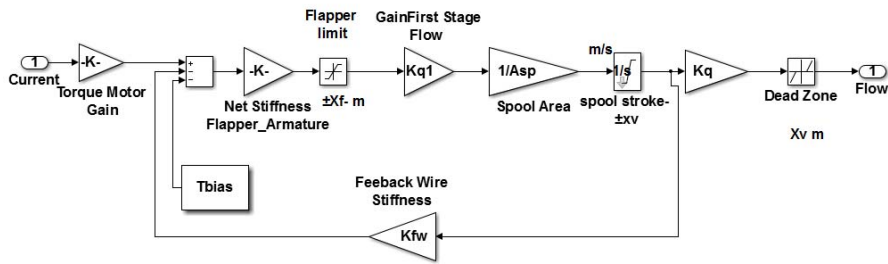 1
Current
-K-
Torque Motor
Gain
+
−
−
-K-
Net Stiffness
Flapper_Armature
Flapper
limit
±Xf- m
GainFirst Stage
Flow
Kq1
1/Asp
Spool Area
m/s
1/s
spool stroke-
±xv
Kq
Dead Zone
Xv m
1
Flow
Tbias
Feeback Wire
Stiffness
Kfw